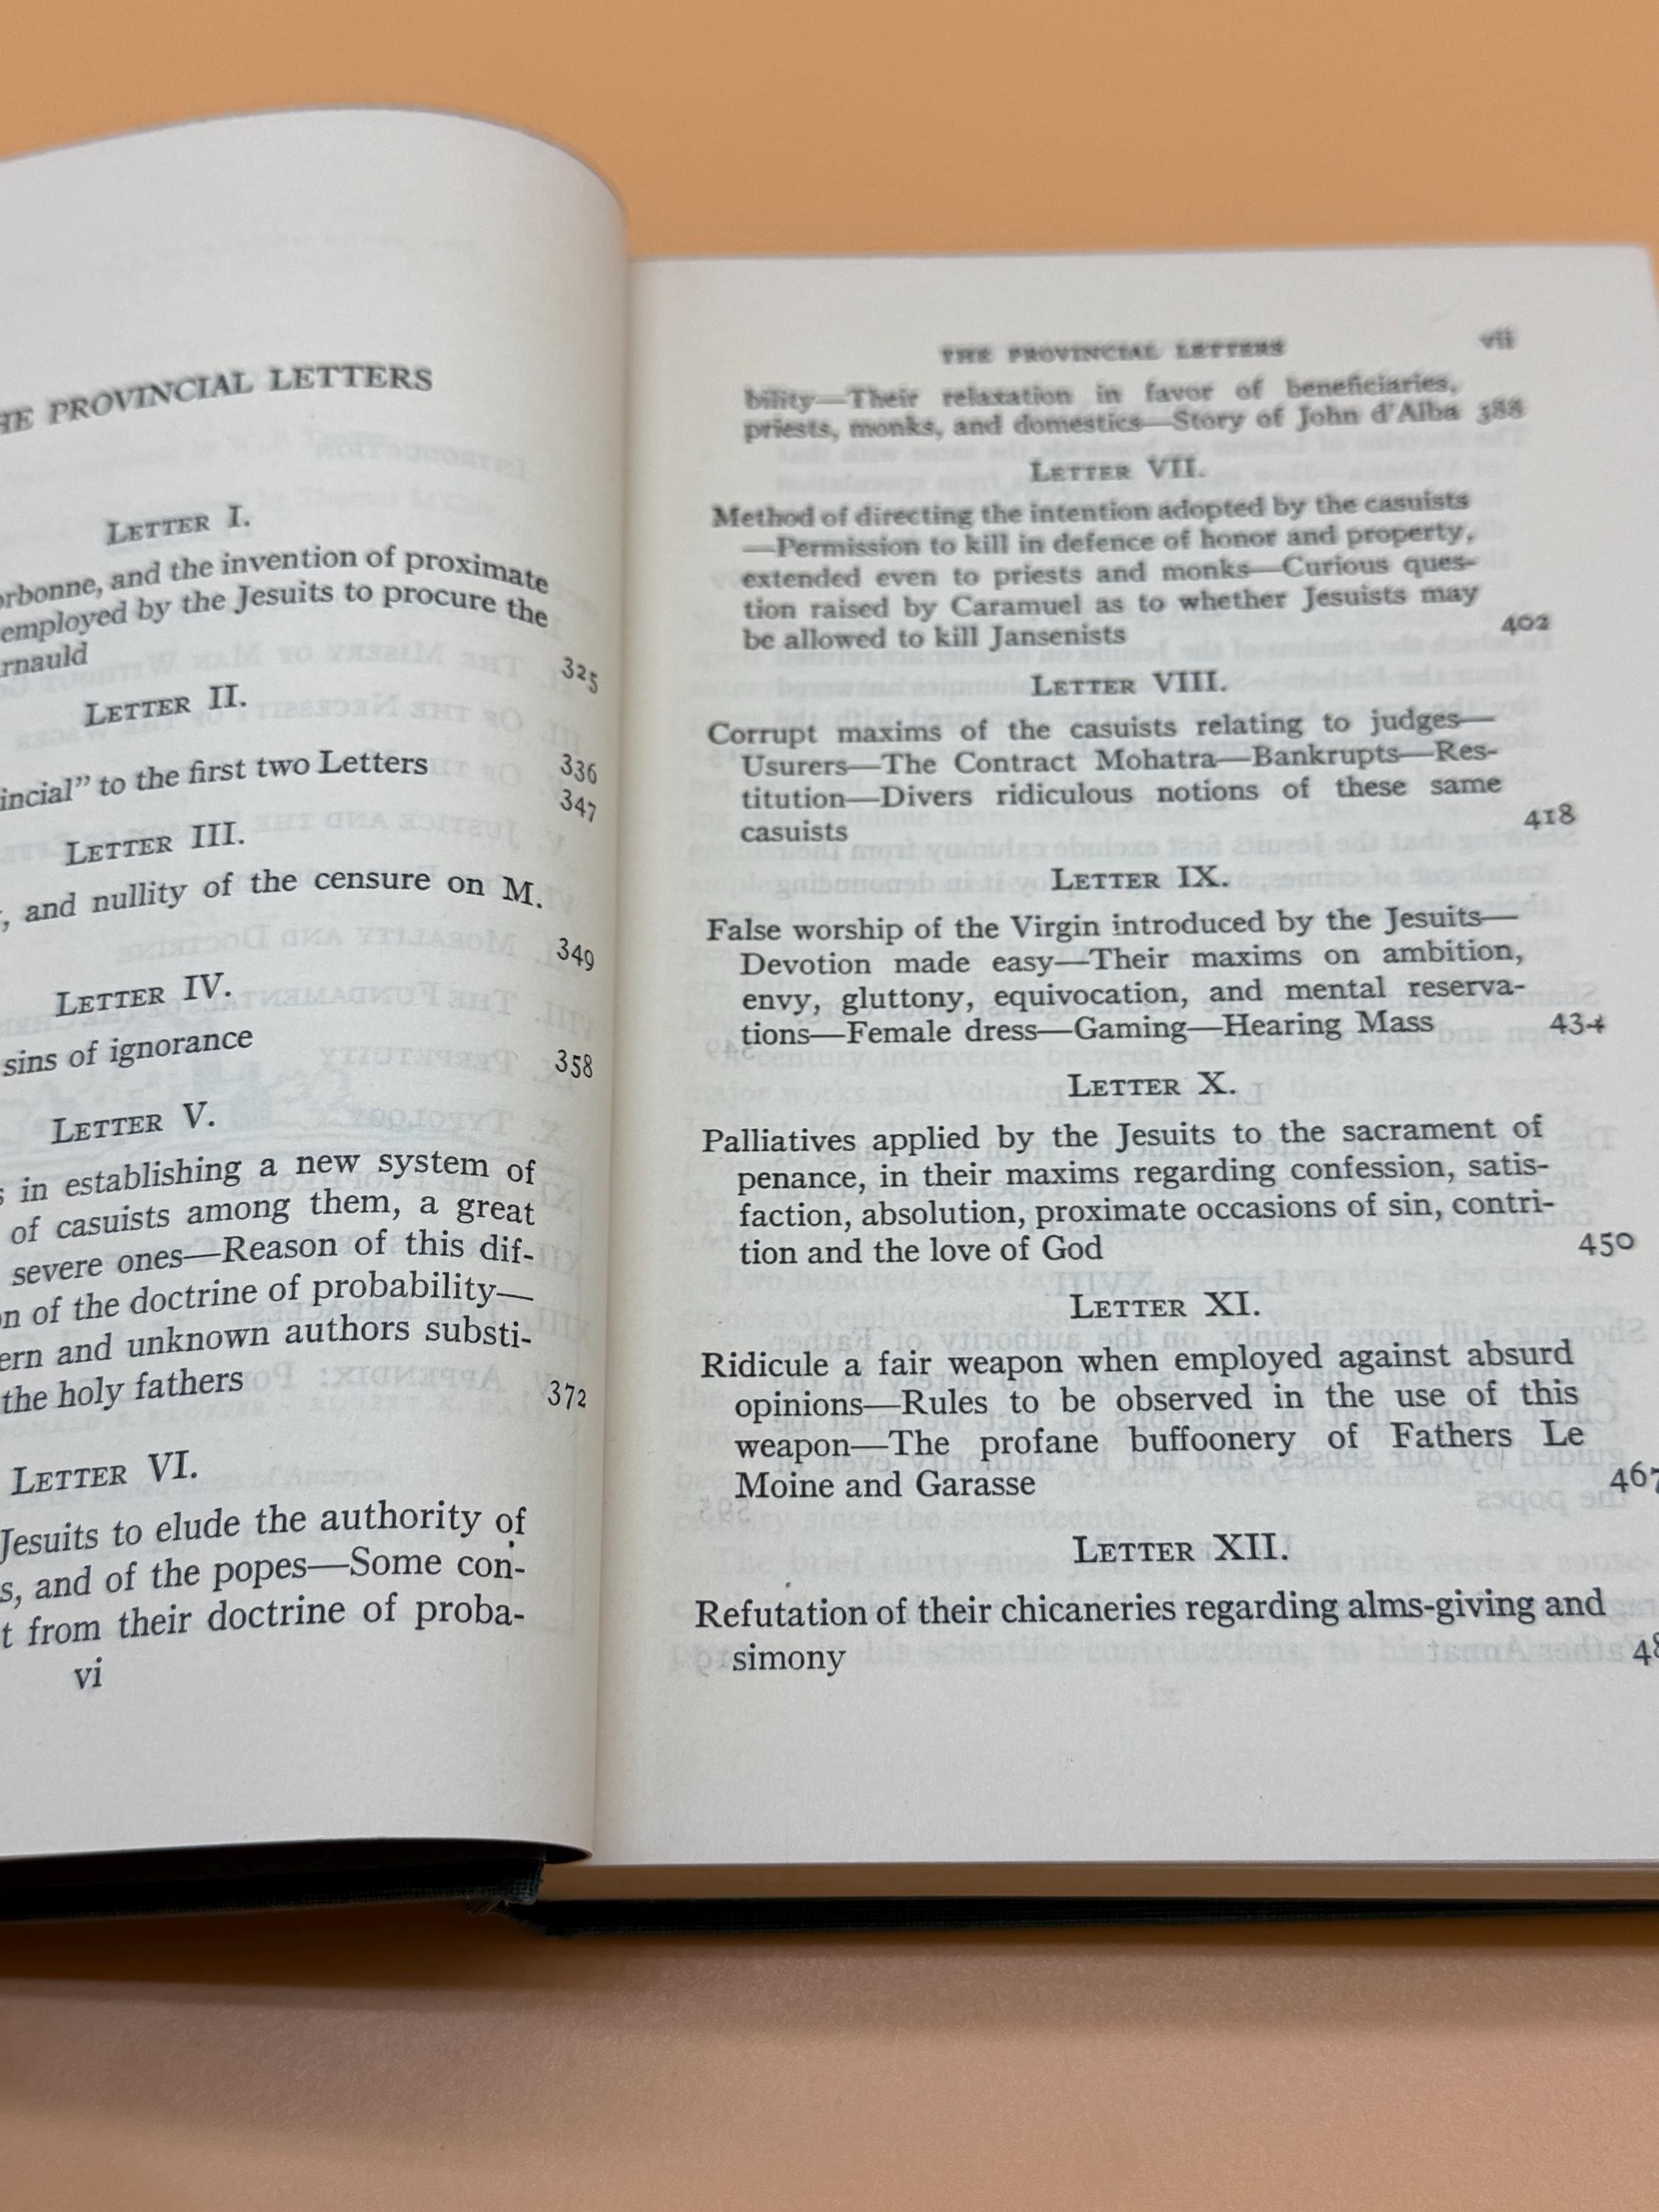 THE PROVINCIAL LETTERS
LETTER I.
orbonne, and the invention of proximate
employed by the Jesuits to procure the
rnauld 325
LETTER II.
336
incial” to the first two Letters 347
LETTER III.
, and nullity of the censure on M.
349
LETTER IV.
sins of ignorance 358
LETTER V.
s in establishing a new system of
of casuists among them, a great
severe ones—Reason of this dif-
n of the doctrine of probability—
ern and unknown authors substi-
the holy fathers 372
LETTER VI.
Jesuits to elude the authority of
s, and of the popes—Some con-
t from their doctrine of proba-
vi
THE PROVINCIAL LETTERS vii
bility—Their relaxation in favor of beneficiaries,
priests, monks, and domestics—Story of John d’Alba 388
LETTER VII.
Method of directing the intention adopted by the casuists
—Permission to kill in defence of honor and property,
extended even to priests and monks—Curious ques-
tion raised by Caramuel as to whether Jesuists may
be allowed to kill Jansenists 402
LETTER VIII.
Corrupt maxims of the casuists relating to judges—
Usurers—The Contract Mohatra—Bankrupts—Res-
titution—Divers ridiculous notions of these same
casuists 418
LETTER IX.
False worship of the Virgin introduced by the Jesuits—
Devotion made easy—Their maxims on ambition,
envy, gluttony, equivocation, and mental reserva-
tions—Female dress—Gaming—Hearing Mass 434
LETTER X.
Palliatives applied by the Jesuits to the sacrament of
penance, in their maxims regarding confession, satis-
faction, absolution, proximate occasions of sin, contri-
tion and the love of God 450
LETTER XI.
Ridicule a fair weapon when employed against absurd
opinions—Rules to be observed in the use of this
weapon—The profane buffoonery of Fathers Le
Moine and Garasse 467
LETTER XII.
Refutation of their chicaneries regarding alms-giving and
simony 48